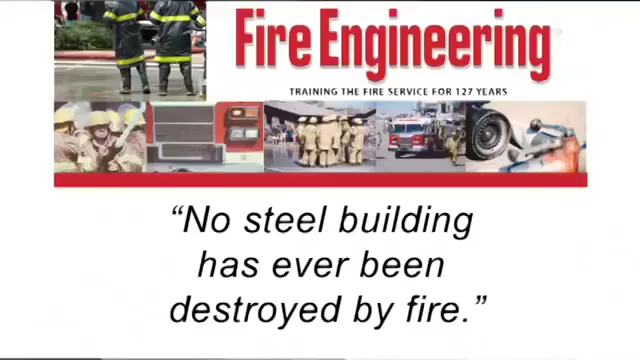 Fire Engineering
TRAINING THE FIRE SERVICE FOR 127 YEARS
“No steel building
has ever been
destroyed by fire.”